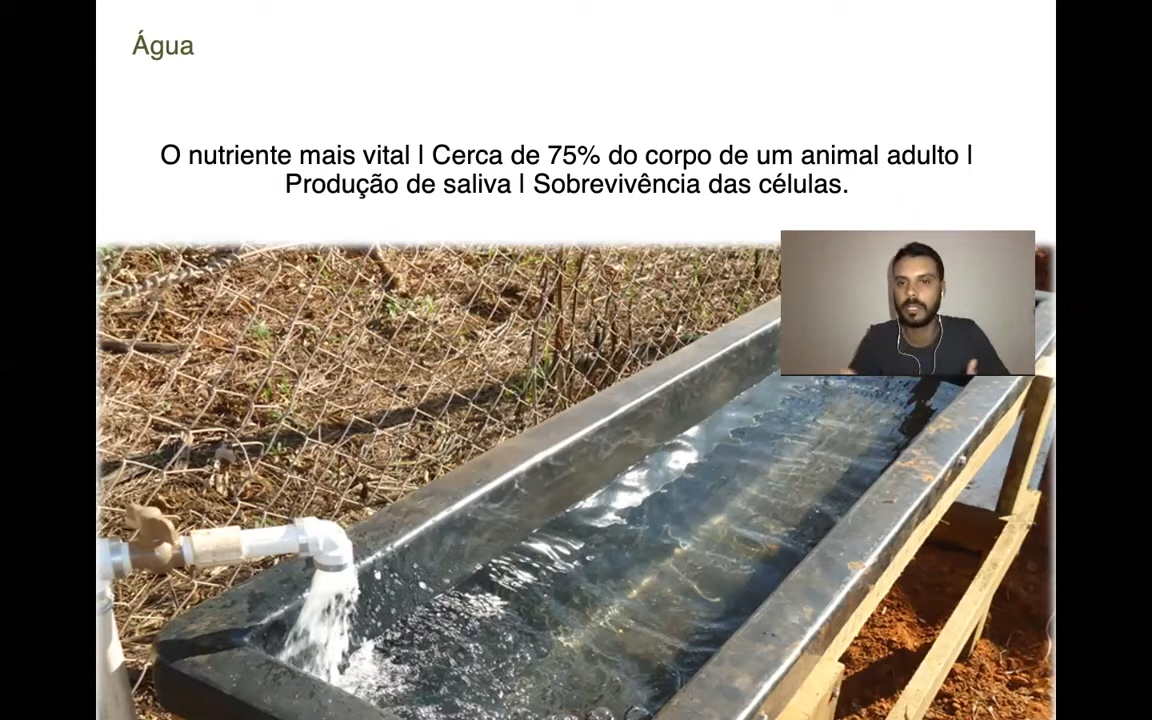 Água
O nutriente mais vital | Cerca de 75% do corpo de um animal adulto |
Produção de saliva | Sobrevivência das células.